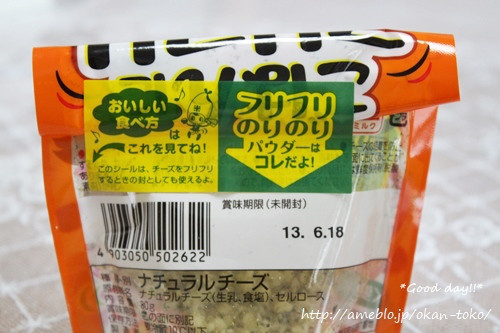 おいしい
食べ方
は
これを見てね!
このシールは、チーズをフリフリ
するときの封としても使えるよ。
フリフリ
のりのり
パウダーは
コレだよ!
ミルク
賞味期限(未開封)
13. 6.18
4 903050 502622
ナチュラルチーズ
ナチュラルチーズ(生乳、食塩)、セルロース
*Good day!!*
http://ameblo.jp/okan-toko/